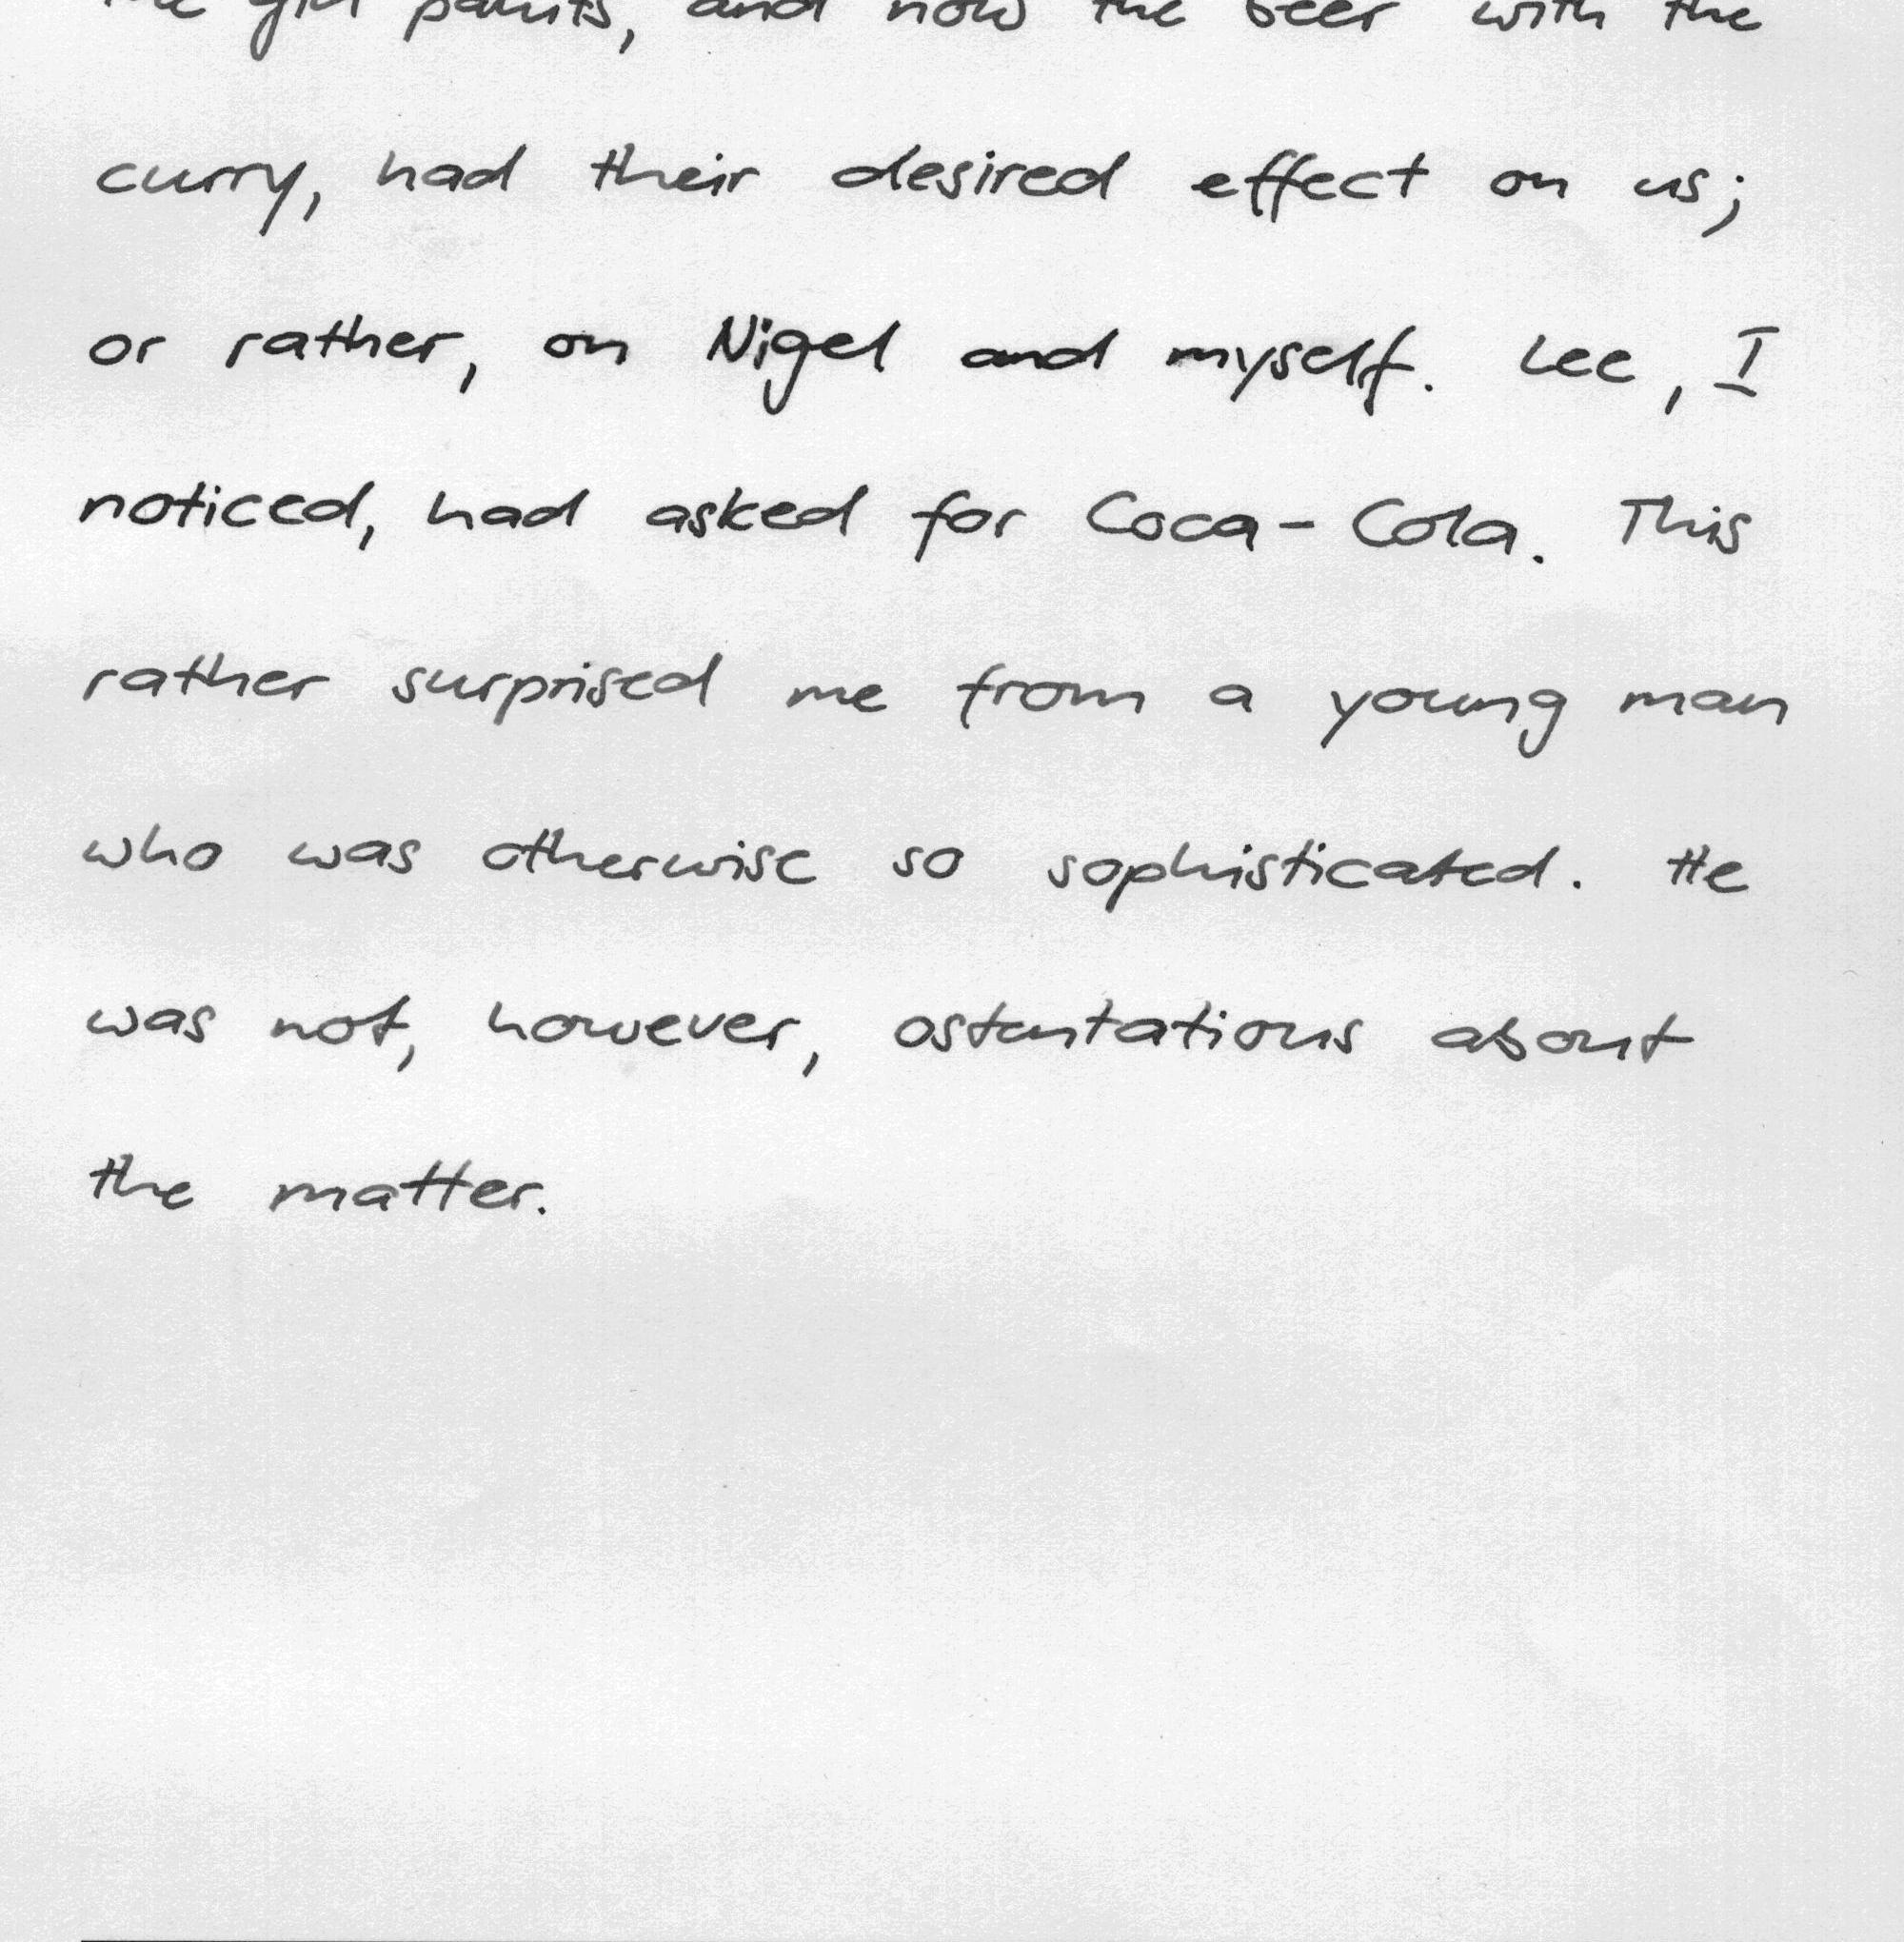 the gin pahits, and now the beer with the
curry, had their desired effect on us;
or rather, on Nigel and myself. Lee, I
noticed, had asked for Coca-Cola. This
rather surprised me from a young man
who was otherwise so sophisticated. He
was not, however, ostentatious about
the matter.